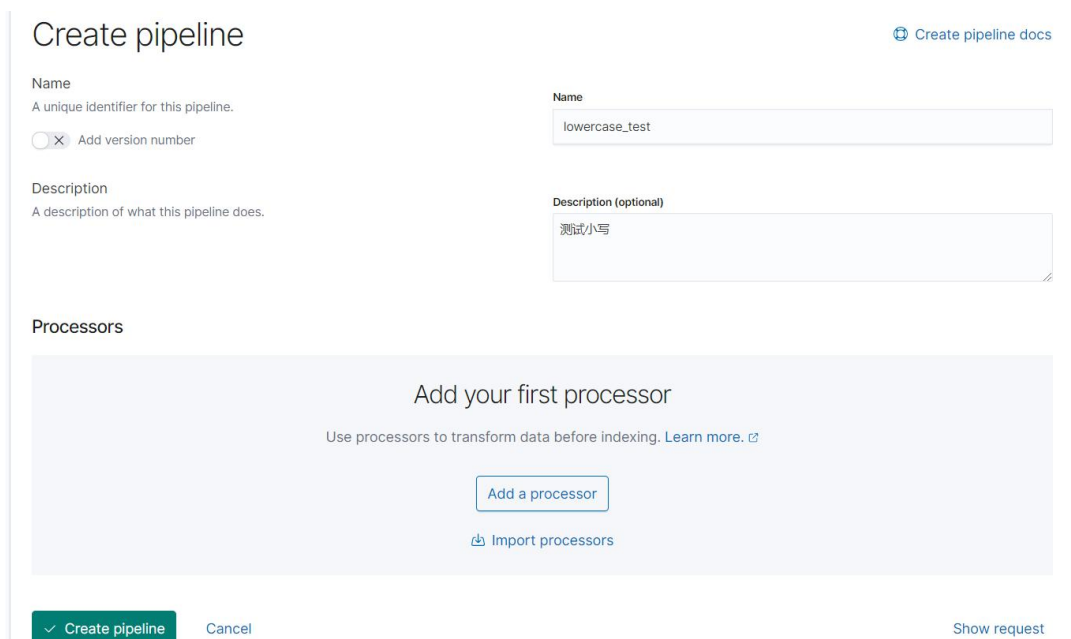 Create pipeline
Create pipeline docs
Name
A unique identifier for this pipeline.
Add version number
Name
lowercase_test
Description
A description of what this pipeline does.
Description (optional)
测试小写
Processors
Add your first processor
Use processors to transform data before indexing. Learn more.
Add a processor
Import processors
Create pipeline
Cancel
Show request